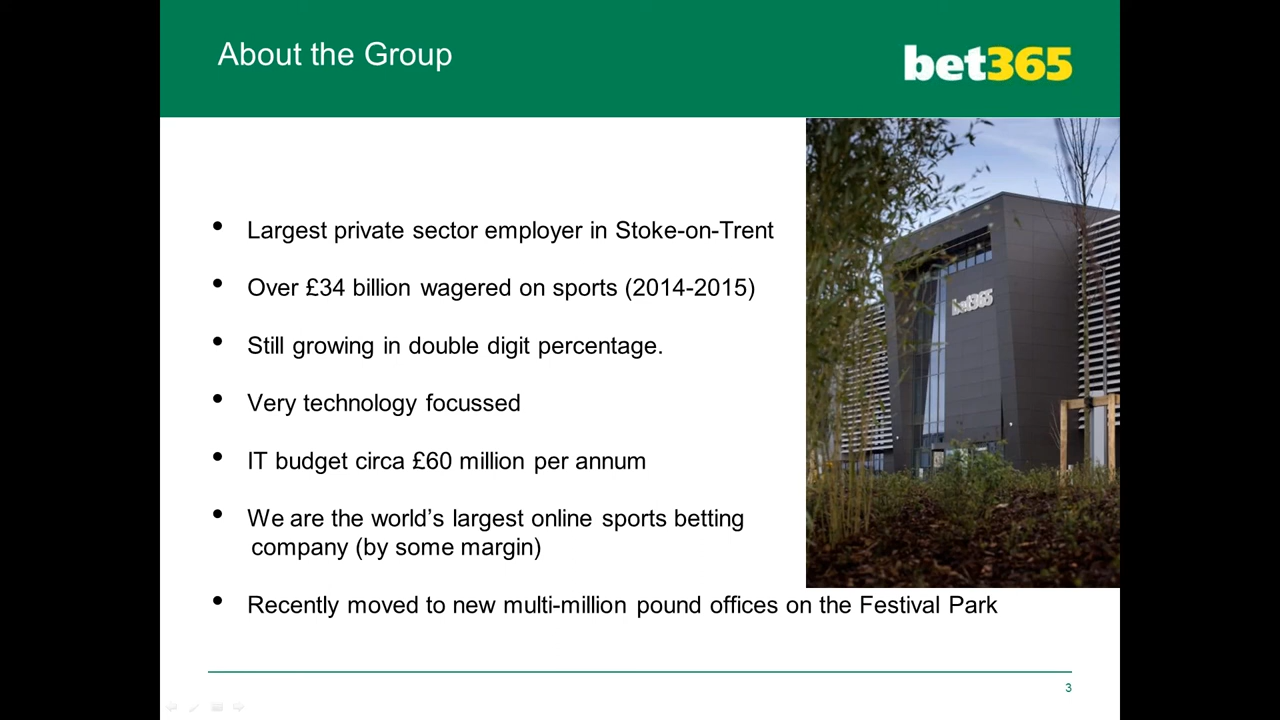 About the Group
bet365
• Largest private sector employer in Stoke-on-Trent
• Over £34 billion wagered on sports (2014-2015)
bet365
• Still growing in double digit percentage.
• Very technology focussed
• IT budget circa £60 million per annum
• We are the world’s largest online sports betting
company (by some margin)
• Recently moved to new multi-million pound offices on the Festival Park
3